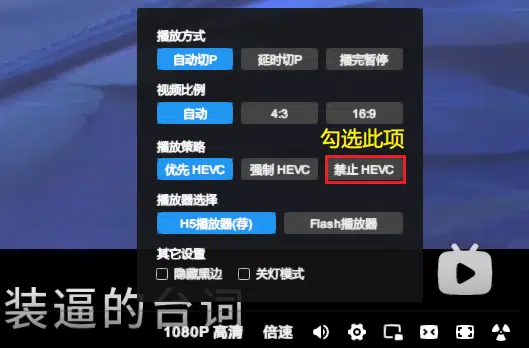 播放方式
自动切P 延时切P 播完暂停
视频比例
自动 4:3 16:9
勾选此项
播放策略
优先 HEVC 强制 HEVC 禁止 HEVC
播放器选择
H5播放器(荐) Flash播放器
其它设置
隐藏黑边 关灯模式
装逼的台词
1080P 高清 倍速